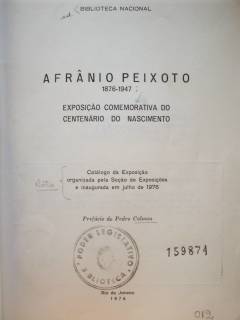 BIBLIOTECA NACIONAL
AFRÂNIO PEIXOTO
1876-1947
EXPOSIÇÃO COMEMORATIVA DO
CENTENÁRIO DO NASCIMENTO
Catálogo da Exposição
organizada pela Seção de Exposições
e inaugurada em julho de 1976
Prefácio de Pedro Calmon
PODER LEGISLATIVO
BIBLIOTECA
159874
Rio de Janeiro
1976